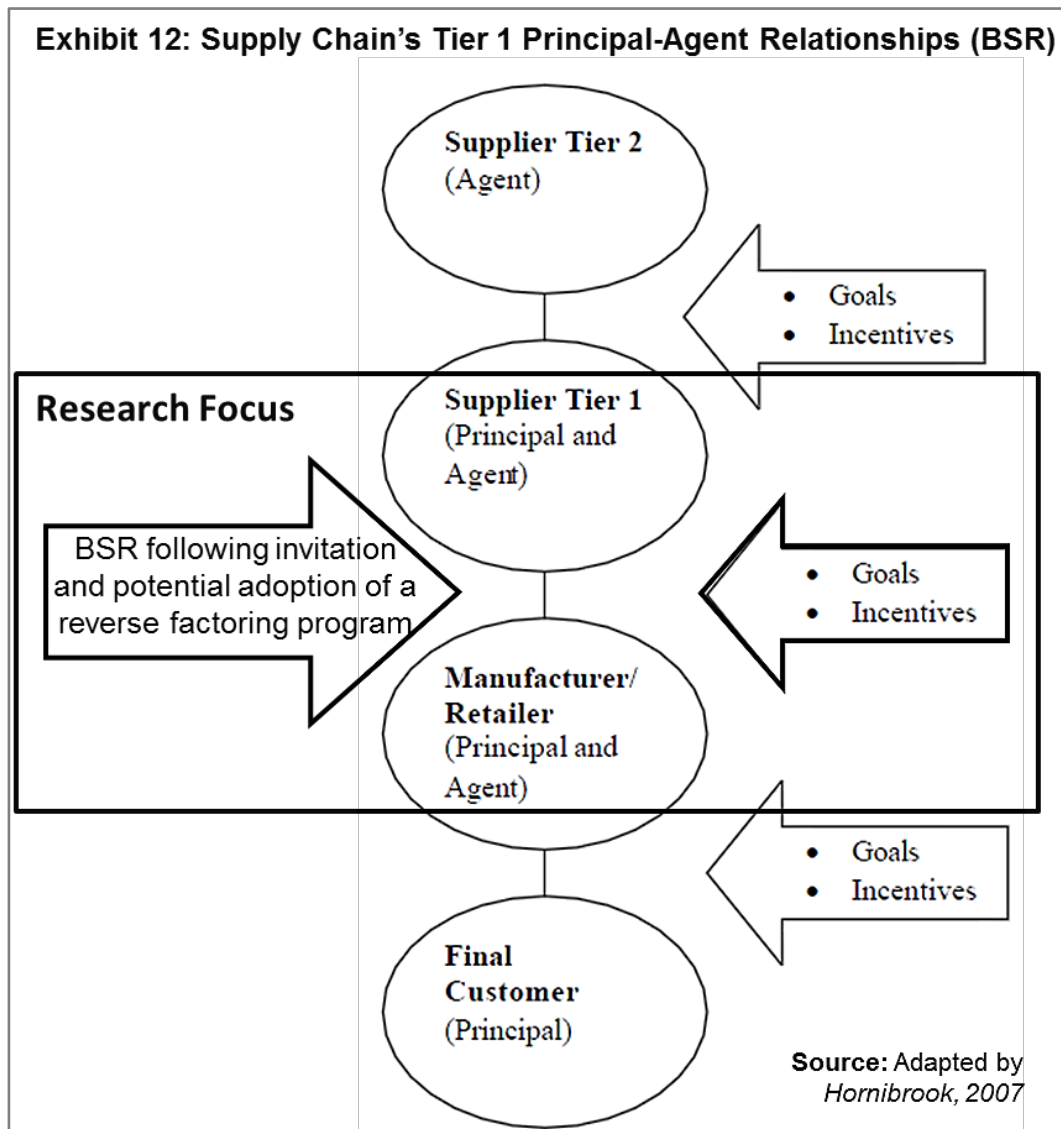 Exhibit 12: Supply Chain's Tier 1 Principal-Agent Relationships (BSR)
Supplier Tier 2
(Agent)
• Goals
• Incentives
Research Focus
Supplier Tier 1
(Principal and
Agent)
BSR following invitation
and potential adoption of a
reverse factoring program
• Goals
• Incentives
Manufacturer/
Retailer
(Principal and
Agent)
• Goals
• Incentives
Final
Customer
(Principal)
Source: Adapted by
Hornibrook, 2007